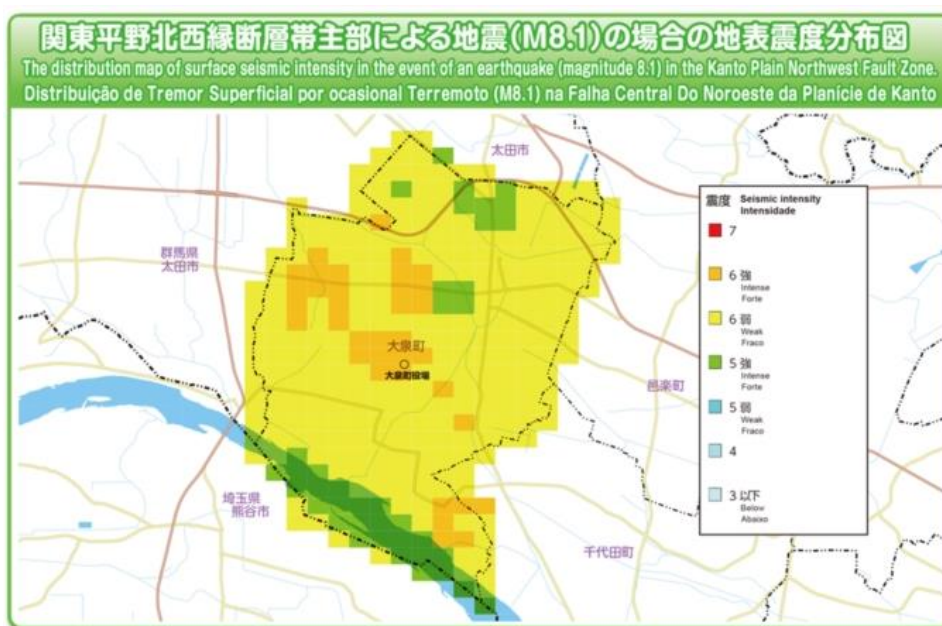 関東平野北西縁断層帯主部による地震(M8.1)の場合の地表震度分布図
The distribution map of surface seismic intensity in the event of an earthquake (magnitude 8.1) in the Kanto Plain Northwest Fault Zone.
Distribuição de Tremor Superficial por ocasional Terremoto (M8.1) na Falha Central Do Noroeste da Planície de Kanto
太田市
群馬県
太田市
大泉町
大泉町役場
邑楽町
埼玉県
熊谷市
千代田町
震度 Seismic intensity
Intensidade
7
6 強
Intense
Forte
6 弱
Weak
Fraco
5 強
Intense
Forte
5 弱
Weak
Fraco
4
3 以下
Below
Abaixo